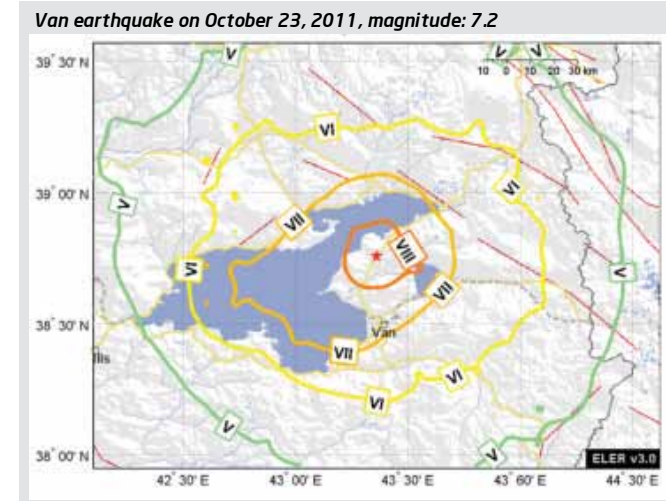 Van earthquake on October 23, 2011, magnitude: 7.2
39° 30' N
V
V
10 0 10 20 30 km
VI
39° 00' N
VI
V
VII
VIII
VI
V
VII
38° 30' N
Van
llis
VII
VI
VI
V
V
38° 00' N
ELER v3.0
42° 30' E
43° 00' E
43° 30' E
43° 60' E
44° 30' E